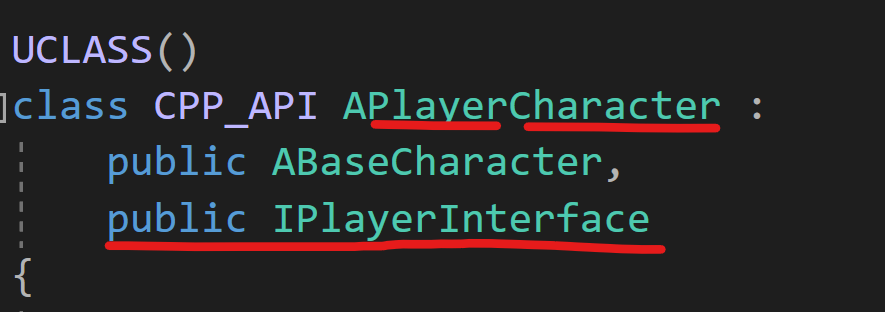 UCLASS()
class CPP_API APlayerCharacter :
public ABaseCharacter,
public IPlayerInterface
{